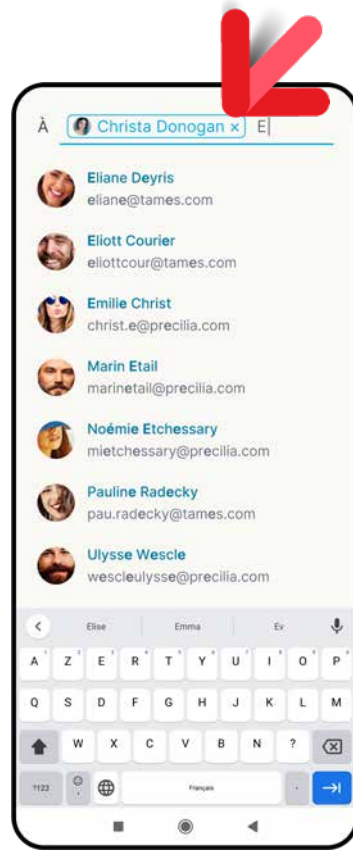 À Christa Donogan × E
Eliane Deyris
eliane@tames.com
Eliott Courier
eliottcour@tames.com
Emilie Christ
christ.e@precilia.com
Marin Etail
marinetail@precilia.com
Noémie Etchessary
mietchessary@precilia.com
Pauline Radecky
pau.radecky@tames.com
Ulysse Wescle
wescleulysse@precilia.com
Elise Emma Ev
A Z E R T Y U I O P
Q S D F G H J K L M
W X C V B N ?
?123 , Français .